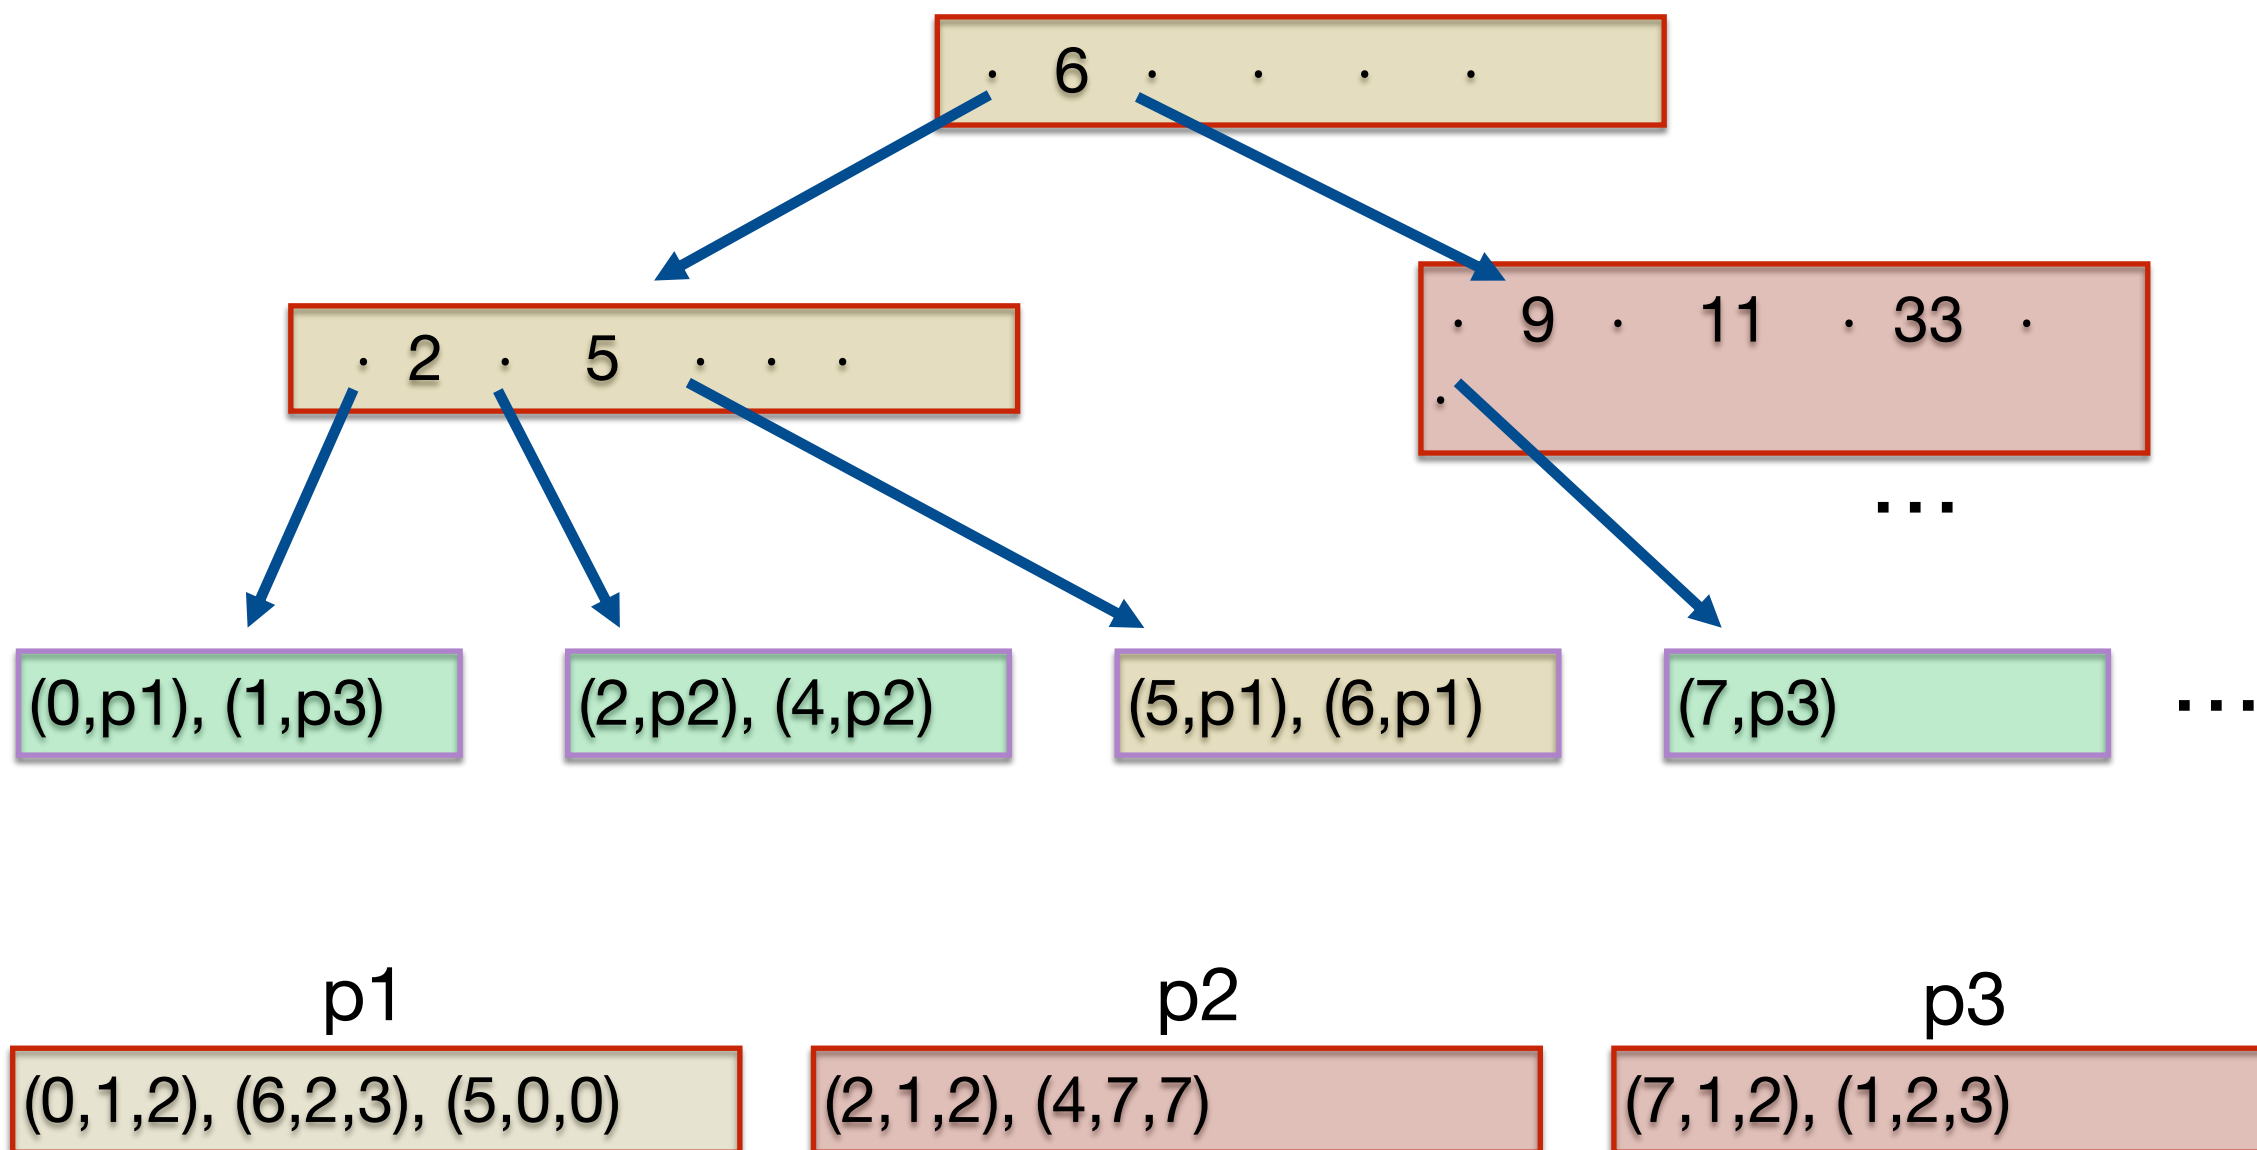 · 6 · · · ·
· 2 · 5 · · ·
· 9 · 11 · 33 ·
·
...
(0,p1), (1,p3)
(2,p2), (4,p2)
(5,p1), (6,p1)
(7,p3)
...
p1
p2
p3
(0,1,2), (6,2,3), (5,0,0)
(2,1,2), (4,7,7)
(7,1,2), (1,2,3)